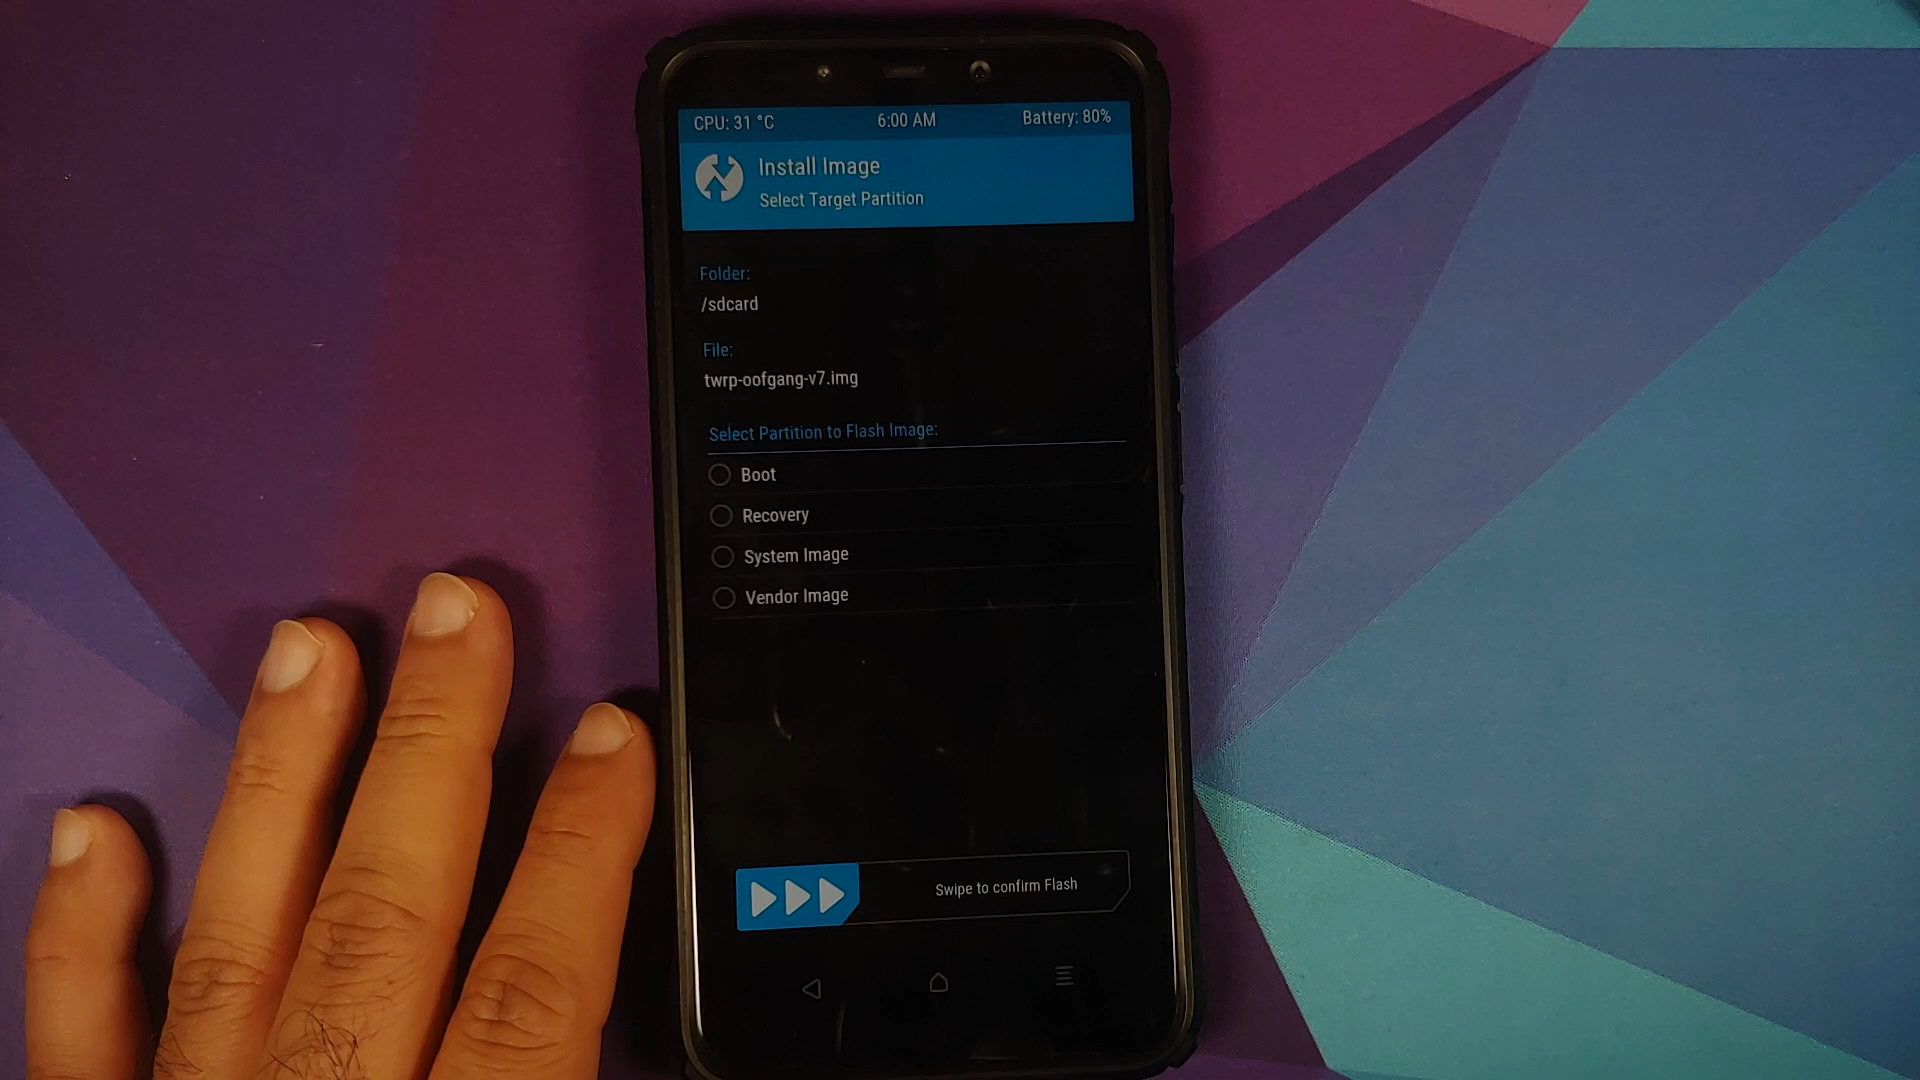 CPU: 31 °C 6:00 AM Battery: 80%
Install Image
Select Target Partition
Folder:
/sdcard
File:
twrp-oofgang-v7.img
Select Partition to Flash Image:
Boot
Recovery
System Image
Vendor Image
Swipe to confirm Flash